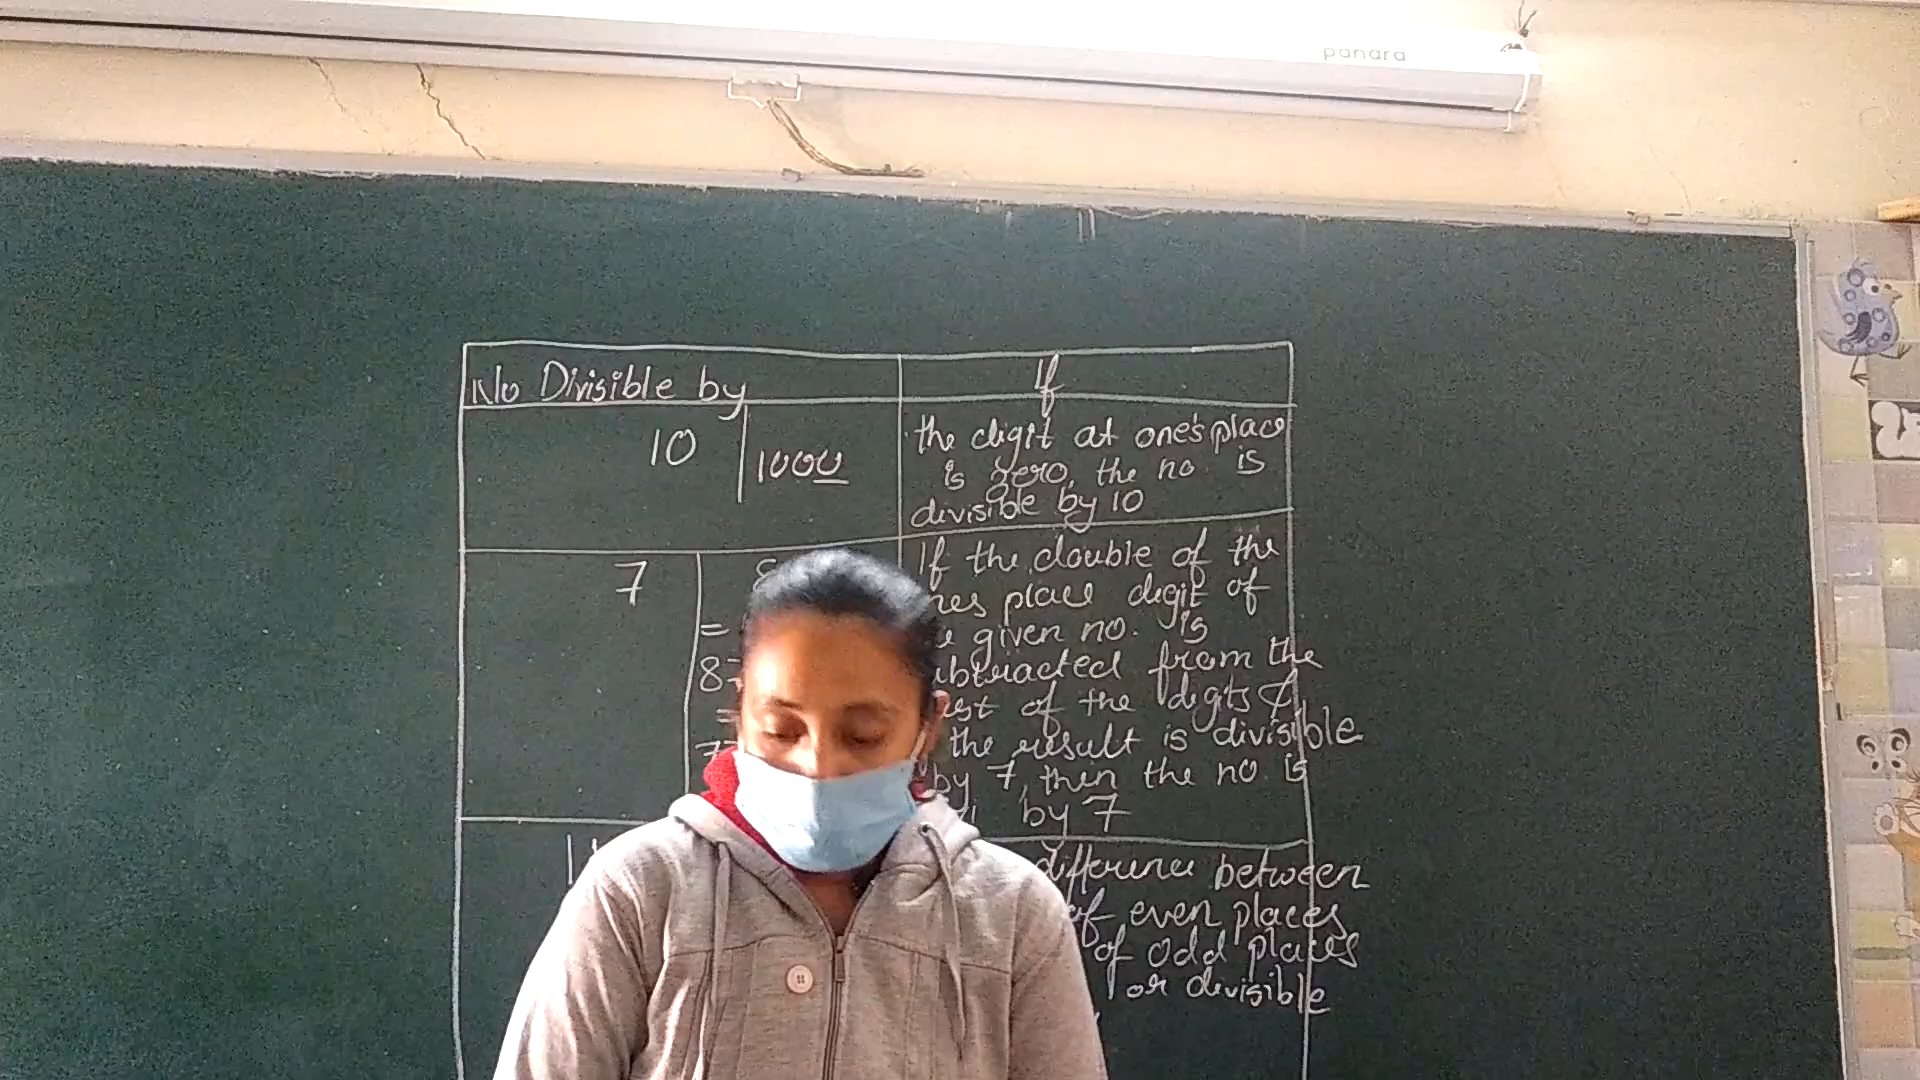 panara
No Divisible by
If
10
1000
the digit at one's place
is zero, the no. is
divisible by 10
7
If the double of the
place digit of
given no. is
from the
of the digits &
the result is divisible
by 7, then the no. is
by 7
difference between
of even places
of odd places
or divisible